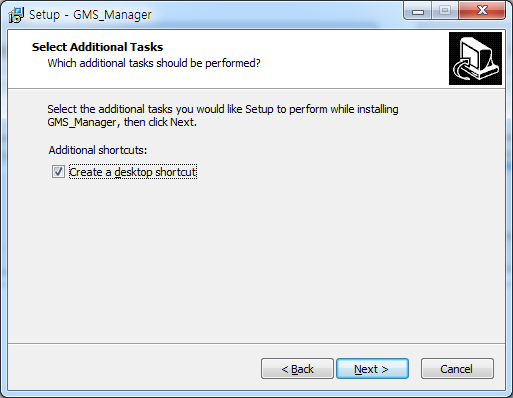 Setup - GMS_Manager
Select Additional Tasks
Which additional tasks should be performed?
Select the additional tasks you would like Setup to perform while installing
GMS_Manager, then click Next.
Additional shortcuts:
Create a desktop shortcut
< Back
Next >
Cancel